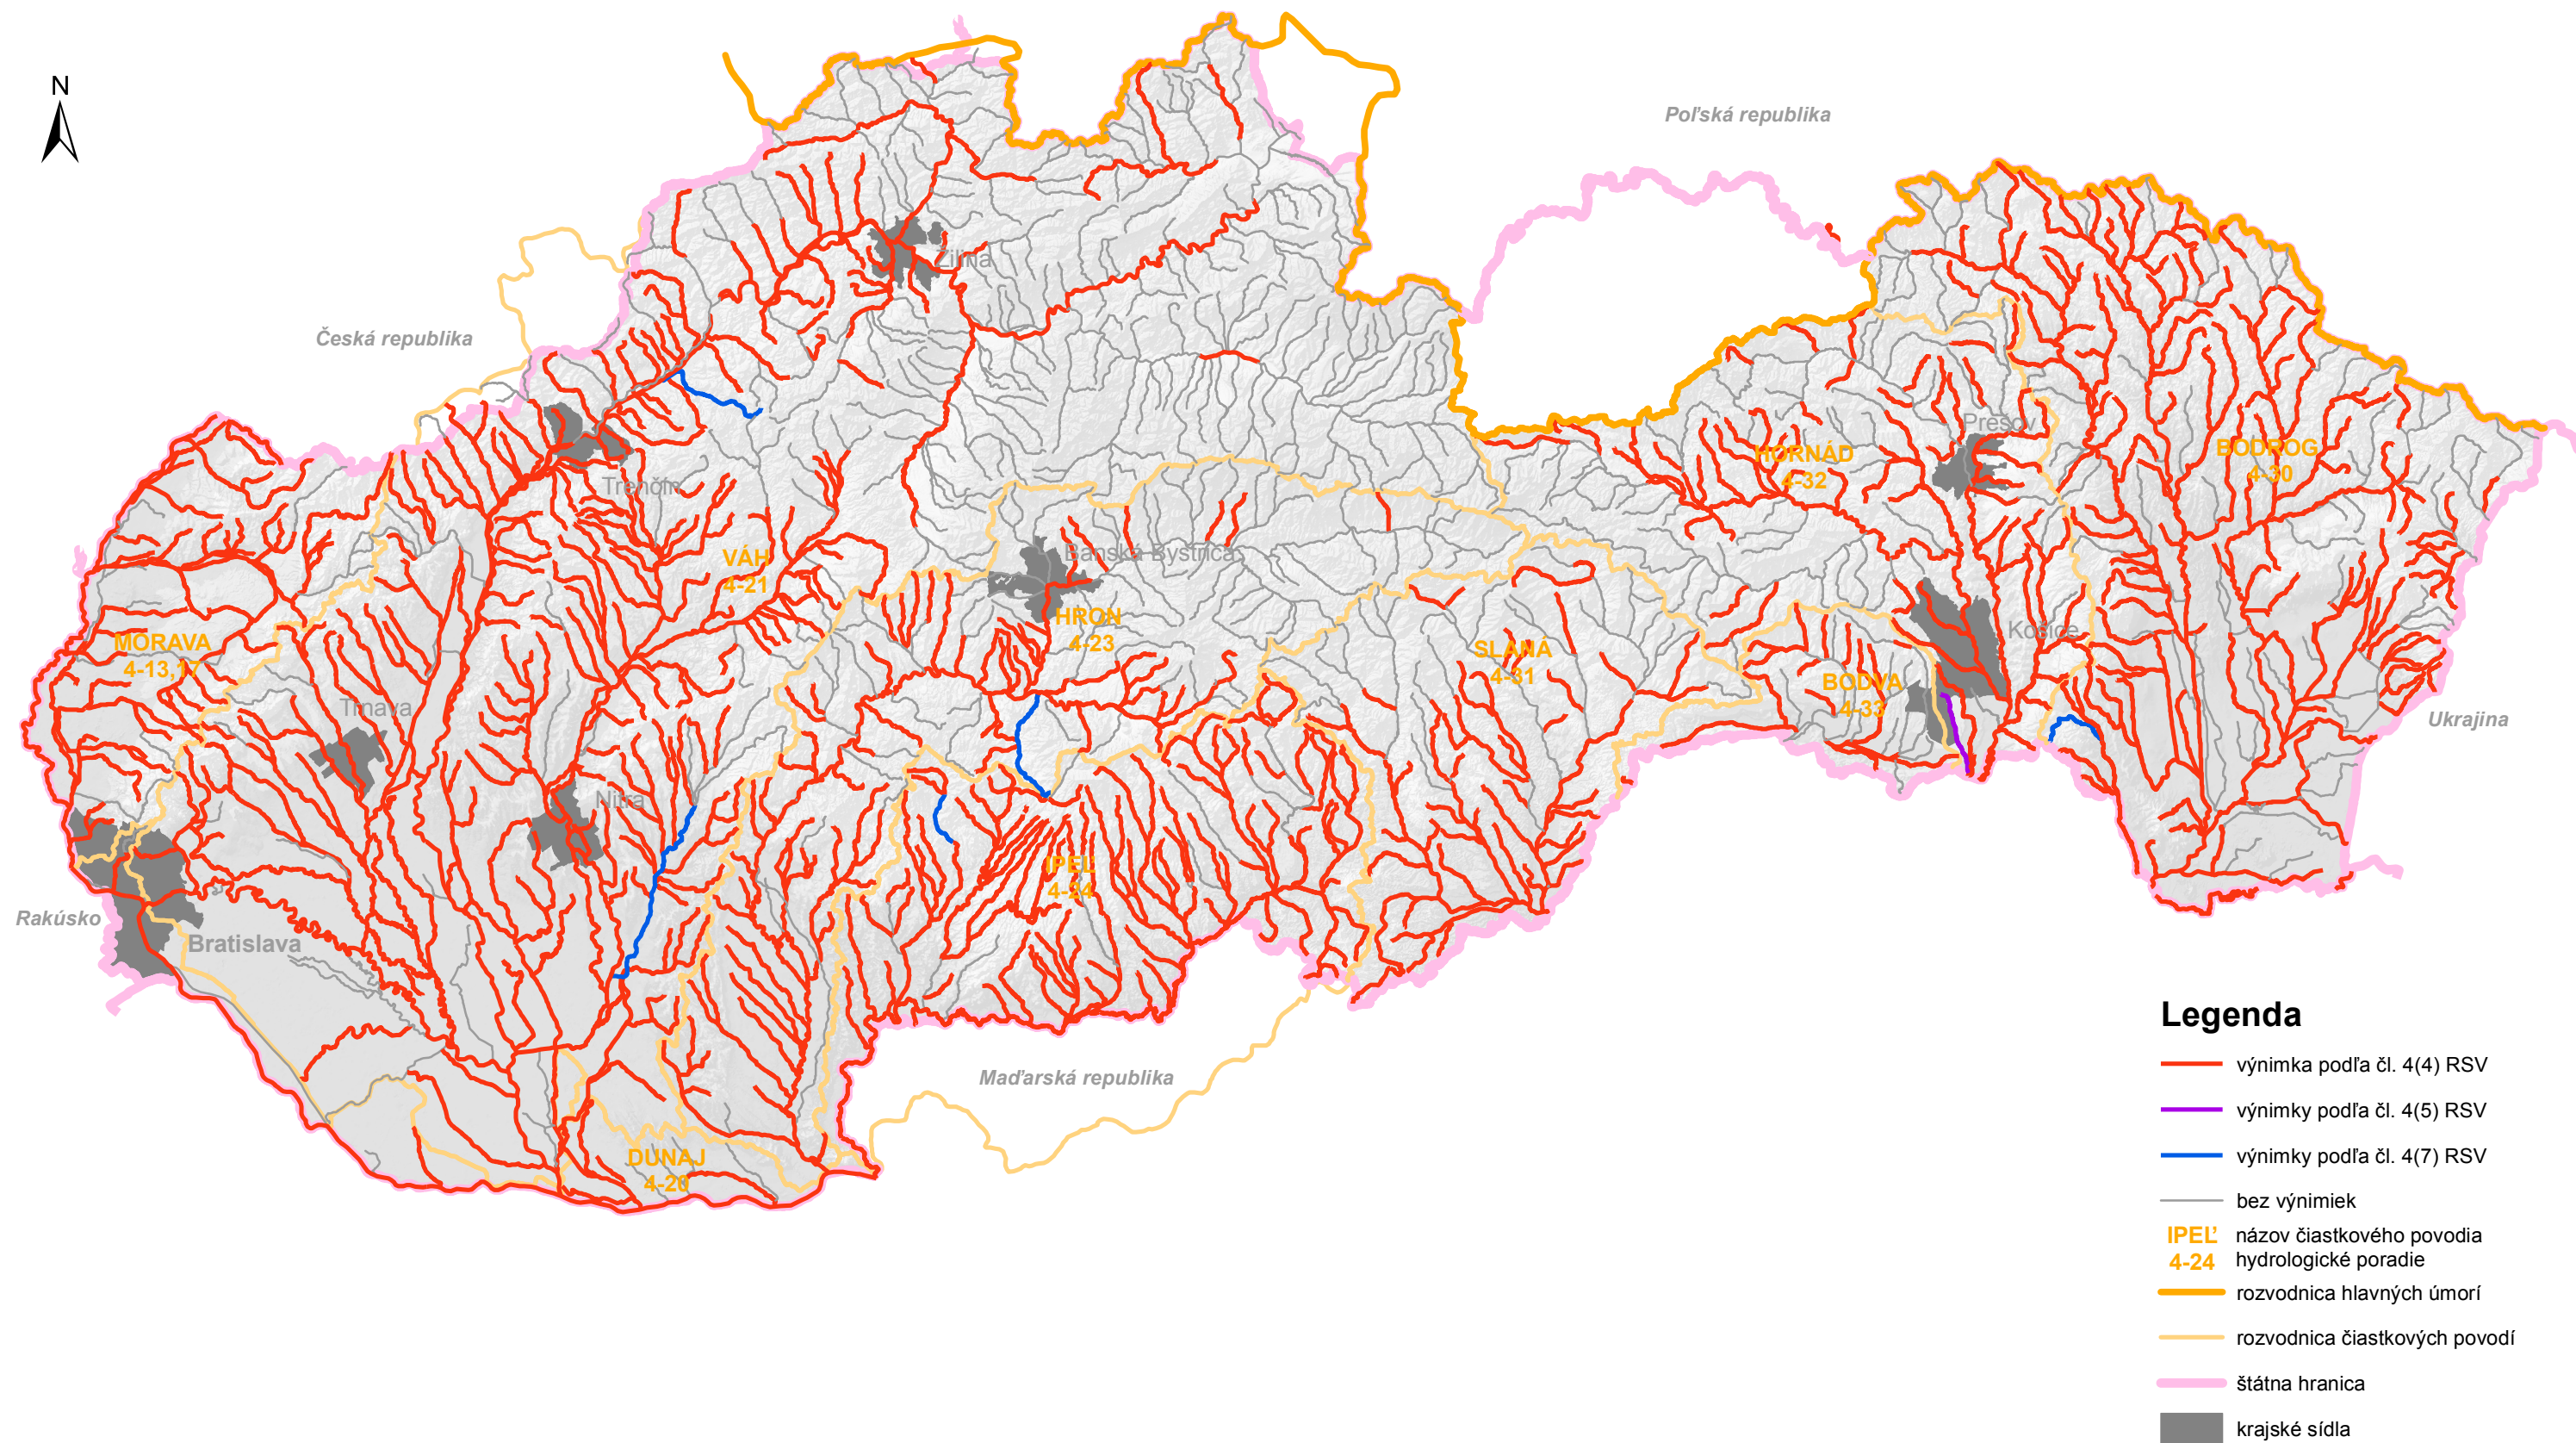 N
Poľská republika
Česká republika
Žilina
Trenčín
Prešov
HORNÁD
4-32
BODROG
4-30
VÁH
4-21
Banská Bystrica
HRON
4-23
MORAVA
4-13,17
SLANÁ
4-31
Košice
BODVA
4-33
Trnava
Ukrajina
Nitra
IPEĽ
4-24
Rakúsko
Bratislava
Maďarská republika
DUNAJ
4-20
Legenda
výnimka podľa čl. 4(4) RSV
výnimky podľa čl. 4(5) RSV
výnimky podľa čl. 4(7) RSV
bez výnimiek
IPEĽ názov čiastkového povodia
4-24 hydrologické poradie
rozvodnica hlavných úmorí
rozvodnica čiastkových povodí
štátna hranica
krajské sídla